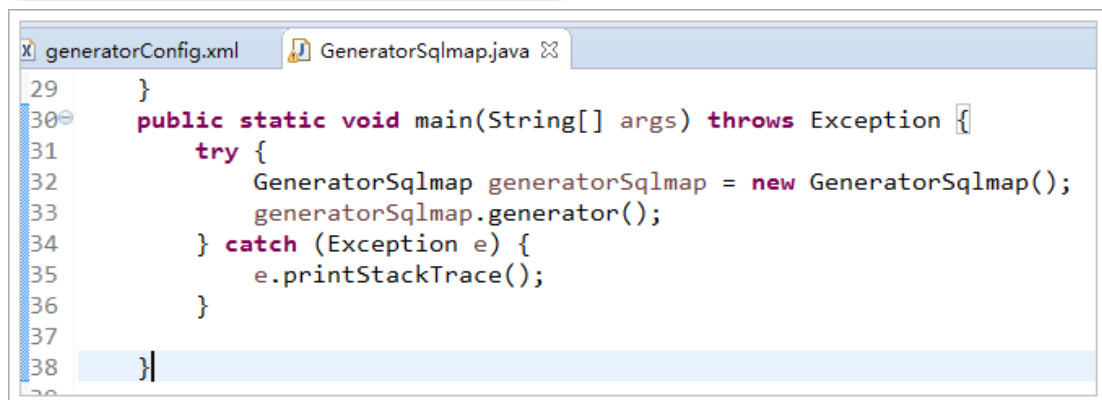 generatorConfig.xml GeneratorSqlmap.java
29 }
30 public static void main(String[] args) throws Exception {
31 try {
32 GeneratorSqlmap generatorSqlmap = new GeneratorSqlmap();
33 generatorSqlmap.generator();
34 } catch (Exception e) {
35 e.printStackTrace();
36 }
37
38 }